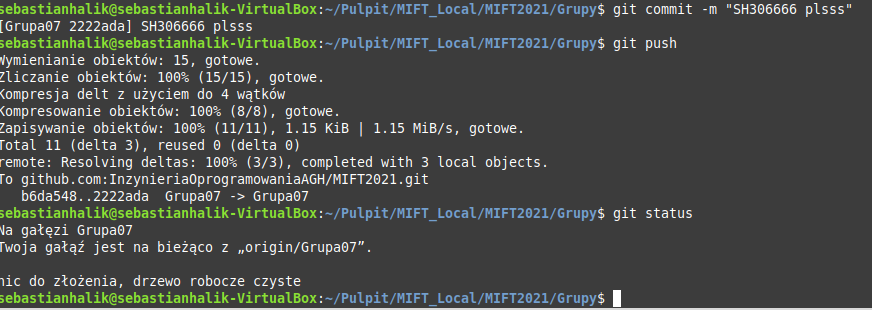 sebastianhalik@sebastianhalik-VirtualBox:~/Pulpit/MIFT_Local/MIFT2021/Grupy$ git commit -m "SH306666 plsss"
[Grupa07 2222ada] SH306666 plsss
sebastianhalik@sebastianhalik-VirtualBox:~/Pulpit/MIFT_Local/MIFT2021/Grupy$ git push
Wymienianie obiektów: 15, gotowe.
Zliczanie obiektów: 100% (15/15), gotowe.
Kompresja delt z użyciem do 4 wątków
Kompresowanie obiektów: 100% (8/8), gotowe.
Zapisywanie obiektów: 100% (11/11), 1.15 KiB | 1.15 MiB/s, gotowe.
Total 11 (delta 3), reused 0 (delta 0)
remote: Resolving deltas: 100% (3/3), completed with 3 local objects.
To github.com:InzynieriaOprogramowaniaAGH/MIFT2021.git
   b6da548..2222ada  Grupa07 -> Grupa07
sebastianhalik@sebastianhalik-VirtualBox:~/Pulpit/MIFT_Local/MIFT2021/Grupy$ git status
Na gałęzi Grupa07
Twoja gałąź jest na bieżąco z „origin/Grupa07”.

nic do złożenia, drzewo robocze czyste
sebastianhalik@sebastianhalik-VirtualBox:~/Pulpit/MIFT_Local/MIFT2021/Grupy$